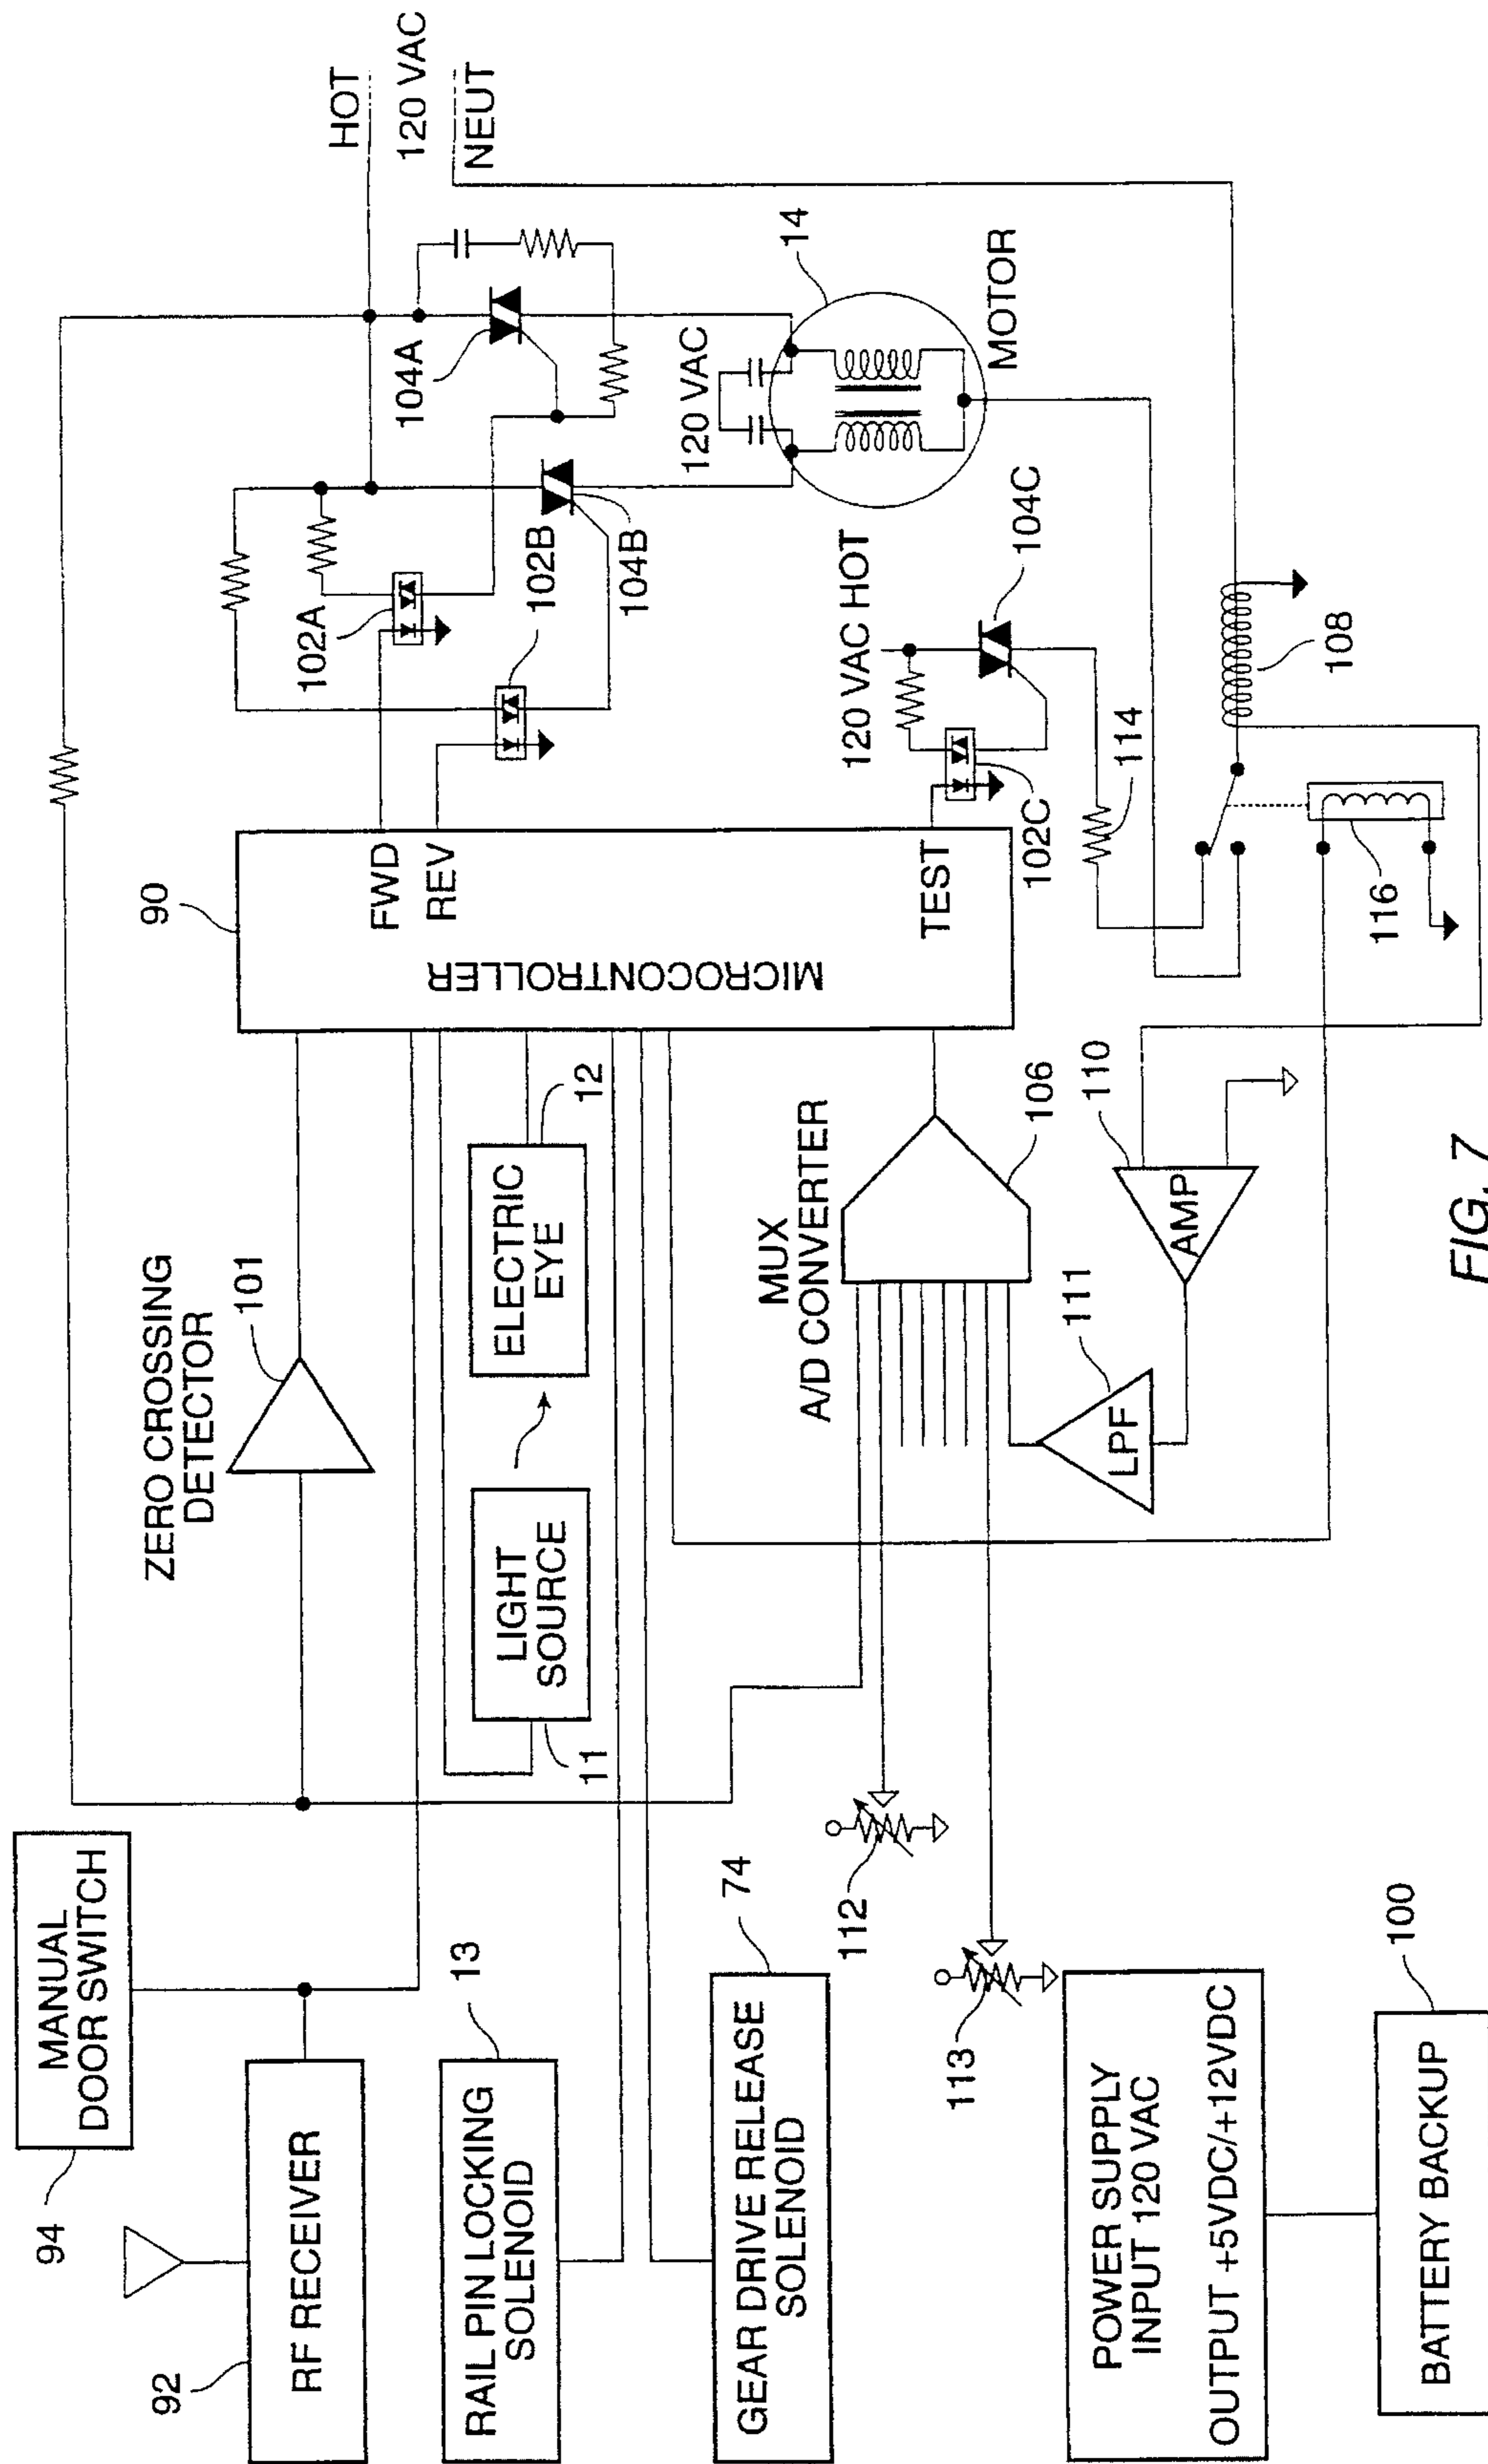 MANUAL
DOOR SWITCH
94
92
RF RECEIVER
RAIL PIN LOCKING
SOLENOID
13
GEAR DRIVE RELEASE
SOLENOID
74
POWER SUPPLY
INPUT 120 VAC
OUTPUT +5VDC/+12VDC
BATTERY BACKUP
100
112
113
ZERO CROSSING
DETECTOR
101
LIGHT
SOURCE
11
ELECTRIC
EYE
12
MUX
A/D CONVERTER
106
LPF
111
AMP
110
90
MICROCONTROLLER
FWD
REV
TEST
102A
102B
104A
104B
HOT
120 VAC
NEUT
120 VAC
14
MOTOR
120 VAC HOT
104C
102C
114
108
116
FIG. 7